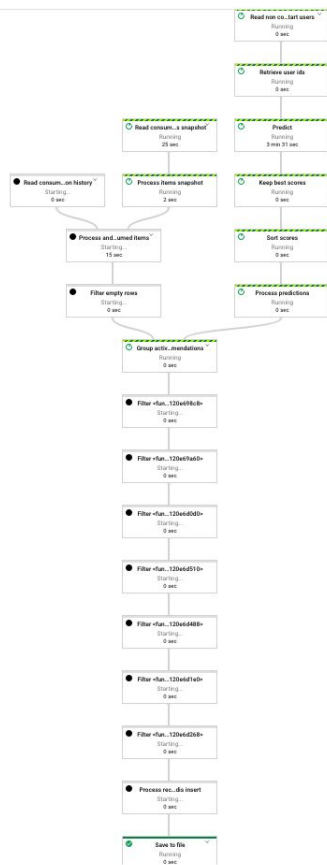 Read non co...tart users
Running
0 sec
Retrieve user ids
Running
0 sec
Read consum...s snapshot
Running
25 sec
Predict
Running
3 min 31 sec
Read consum...on history
Starting...
0 sec
Process items snapshot
Running
2 sec
Keep best scores
Running
0 sec
Process and...umed items
Starting...
15 sec
Sort scores
Running
0 sec
Filter empty rows
Starting...
0 sec
Process predictions
Running
0 sec
Group activ...mendations
Running
0 sec
Filter <fun...120e698c8>
Starting...
0 sec
Filter <fun...120e69a60>
Starting...
0 sec
Filter <fun...120e6d0d0>
Starting...
0 sec
Filter <fun...120e6d510>
Starting...
0 sec
Filter <fun...120e6d488>
Starting...
0 sec
Filter <fun...120e6d1e0>
Starting...
0 sec
Filter <fun...120e6d268>
Starting...
0 sec
Process rec...dis insert
Starting...
0 sec
Save to file
Running
0 sec